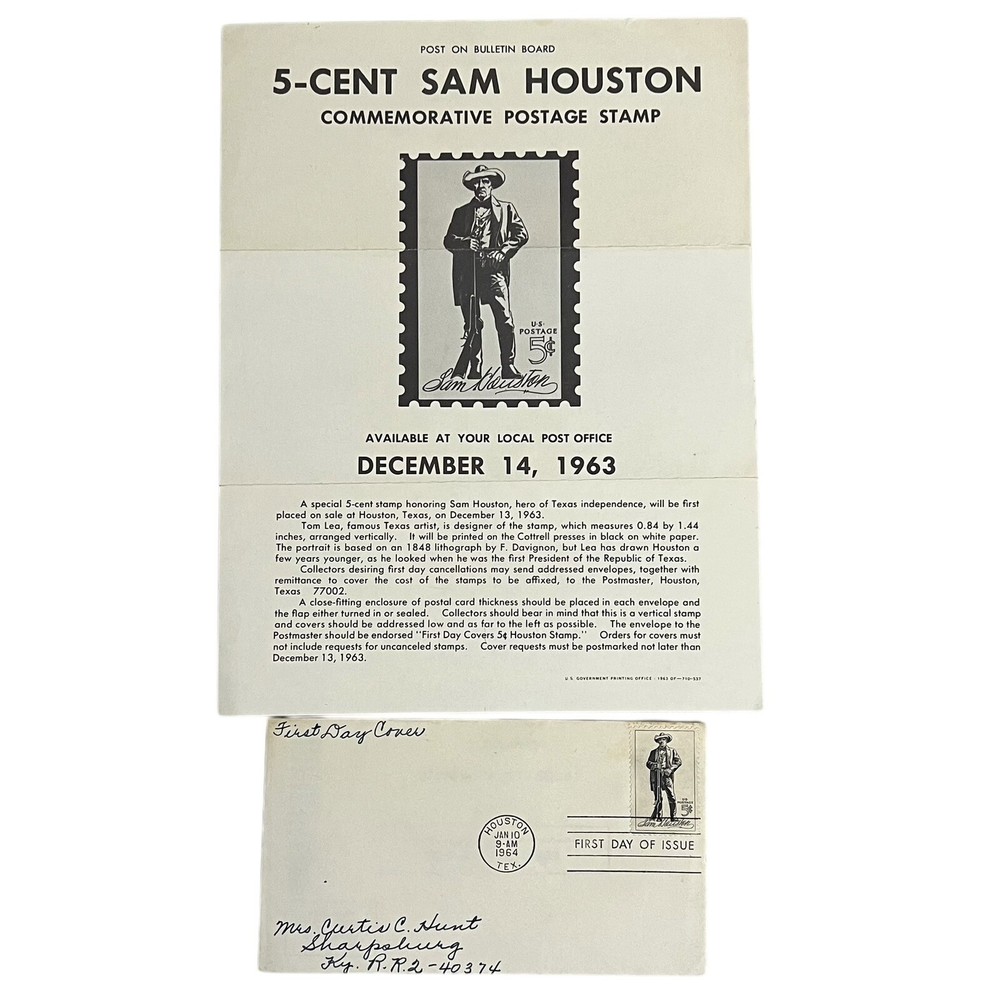 POST ON BULLETIN BOARD
5-CENT SAM HOUSTON
COMMEMORATIVE POSTAGE STAMP
U.S.
POSTAGE
5¢
Sam Houston
AVAILABLE AT YOUR LOCAL POST OFFICE
DECEMBER 14, 1963
A special 5-cent stamp honoring Sam Houston, hero of Texas independence, will be first
placed on sale at Houston, Texas, on December 13, 1963.
Tom Lea, famous Texas artist, is designer of the stamp, which measures 0.84 by 1.44
inches, arranged vertically. It will be printed on the Cottrell presses in black on white paper.
The portrait is based on an 1848 lithograph by F. Davignon, but Lea has drawn Houston a
few years younger, as he looked when he was the first President of the Republic of Texas.
Collectors desiring first day cancellations may send addressed envelopes, together with
remittance to cover the cost of the stamps to be affixed, to the Postmaster, Houston,
Texas 77002.
A close-fitting enclosure of postal card thickness should be placed in each envelope and
the flap either turned in or sealed. Collectors should bear in mind that this is a vertical stamp
and covers should be addressed low and as far to the left as possible. The envelope to the
Postmaster should be endorsed "First Day Covers 5¢ Houston Stamp." Orders for covers must
not include requests for uncanceled stamps. Cover requests must be postmarked not later than
December 13, 1963.
U.S. GOVERNMENT PRINTING OFFICE : 1963 OF—710-537
First Day Cover
U.S.
POSTAGE
5¢
Sam Houston
HOUSTON
JAN 10
9-AM
1964
TEX.
FIRST DAY OF ISSUE
Mrs. Curtis C. Hunt
Sharpsburg
Ky. R.R.2-40374